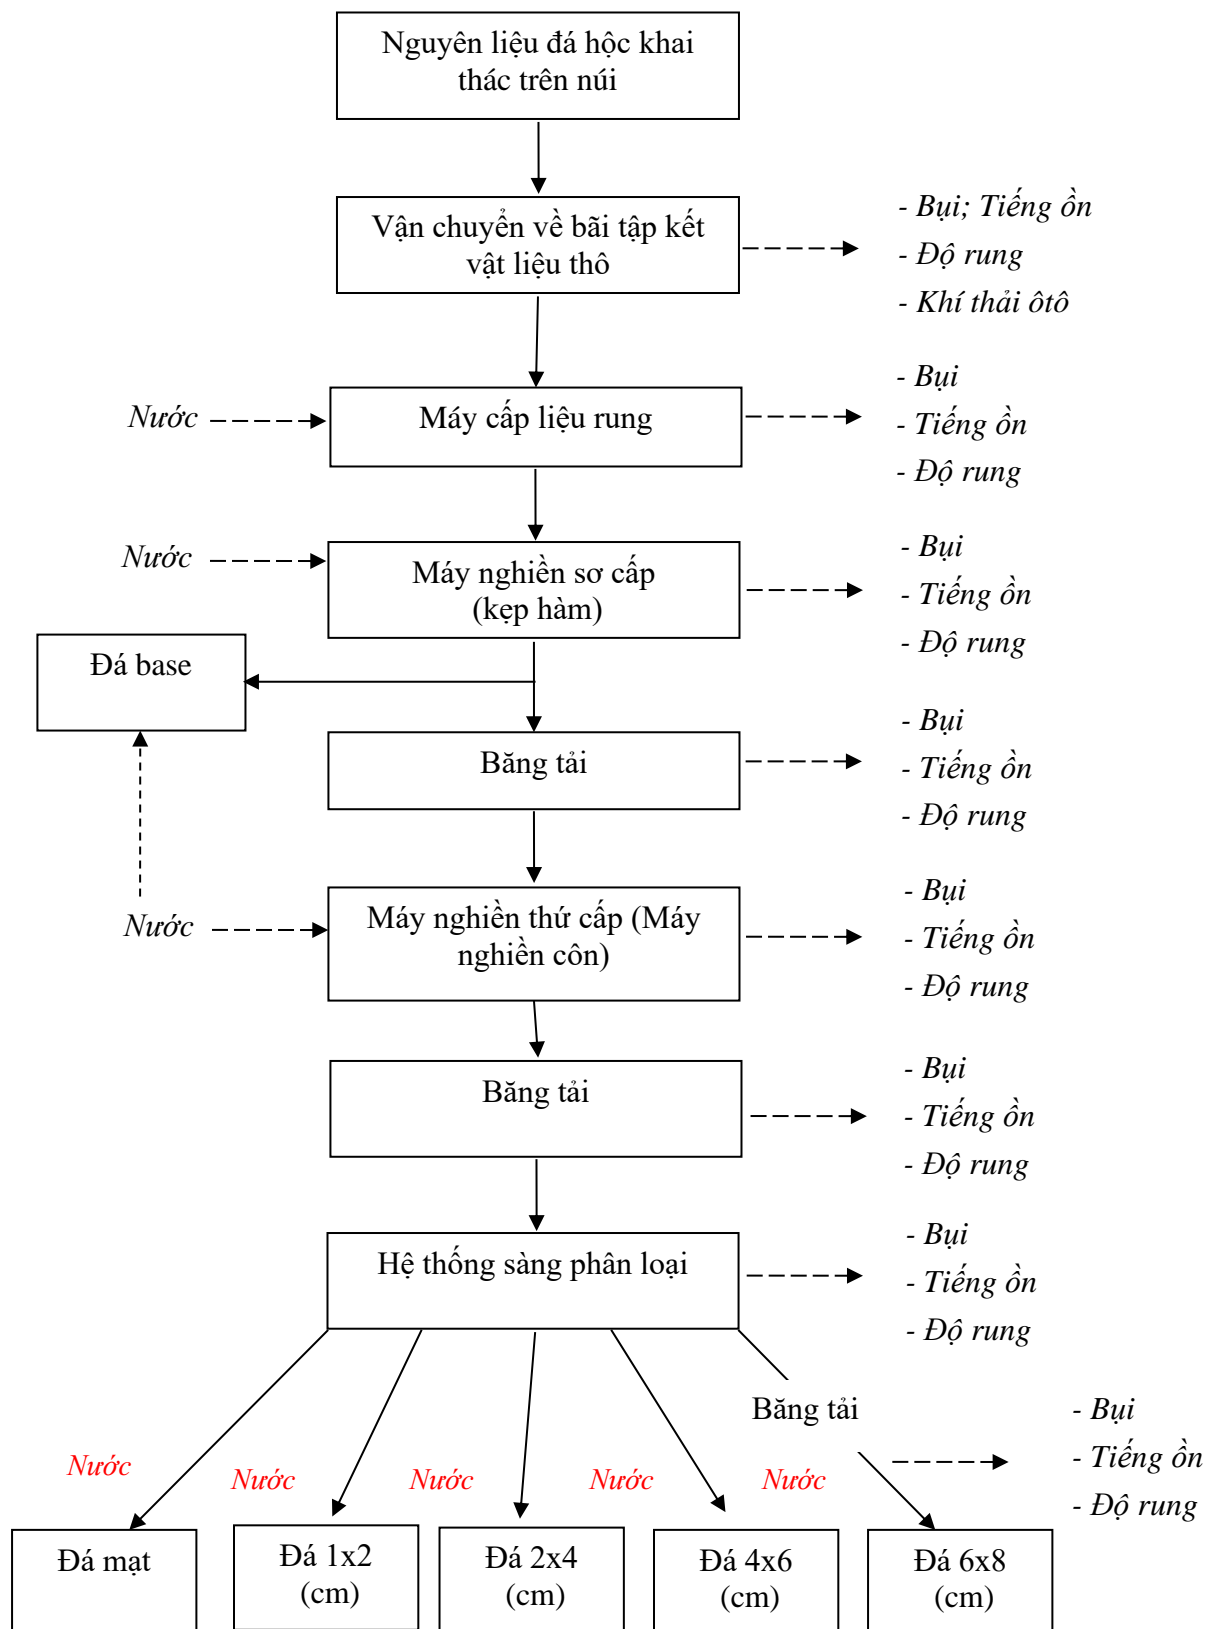 Nguyên liệu đá hộc khai
thác trên núi
Vận chuyển về bãi tập kết
vật liệu thô
- Bụi; Tiếng ồn
- Độ rung
- Khí thải ôtô
Nước
Máy cấp liệu rung
- Bụi
- Tiếng ồn
- Độ rung
Nước
Máy nghiền sơ cấp
(kẹp hàm)
- Bụi
- Tiếng ồn
- Độ rung
Đá base
Băng tải
- Bụi
- Tiếng ồn
- Độ rung
Nước
Máy nghiền thứ cấp (Máy
nghiền côn)
- Bụi
- Tiếng ồn
- Độ rung
Băng tải
- Bụi
- Tiếng ồn
- Độ rung
Hệ thống sàng phân loại
- Bụi
- Tiếng ồn
- Độ rung
Băng tải
- Bụi
- Tiếng ồn
- Độ rung
Nước
Nước
Nước
Nước
Nước
Đá mạt
Đá 1x2
(cm)
Đá 2x4
(cm)
Đá 4x6
(cm)
Đá 6x8
(cm)